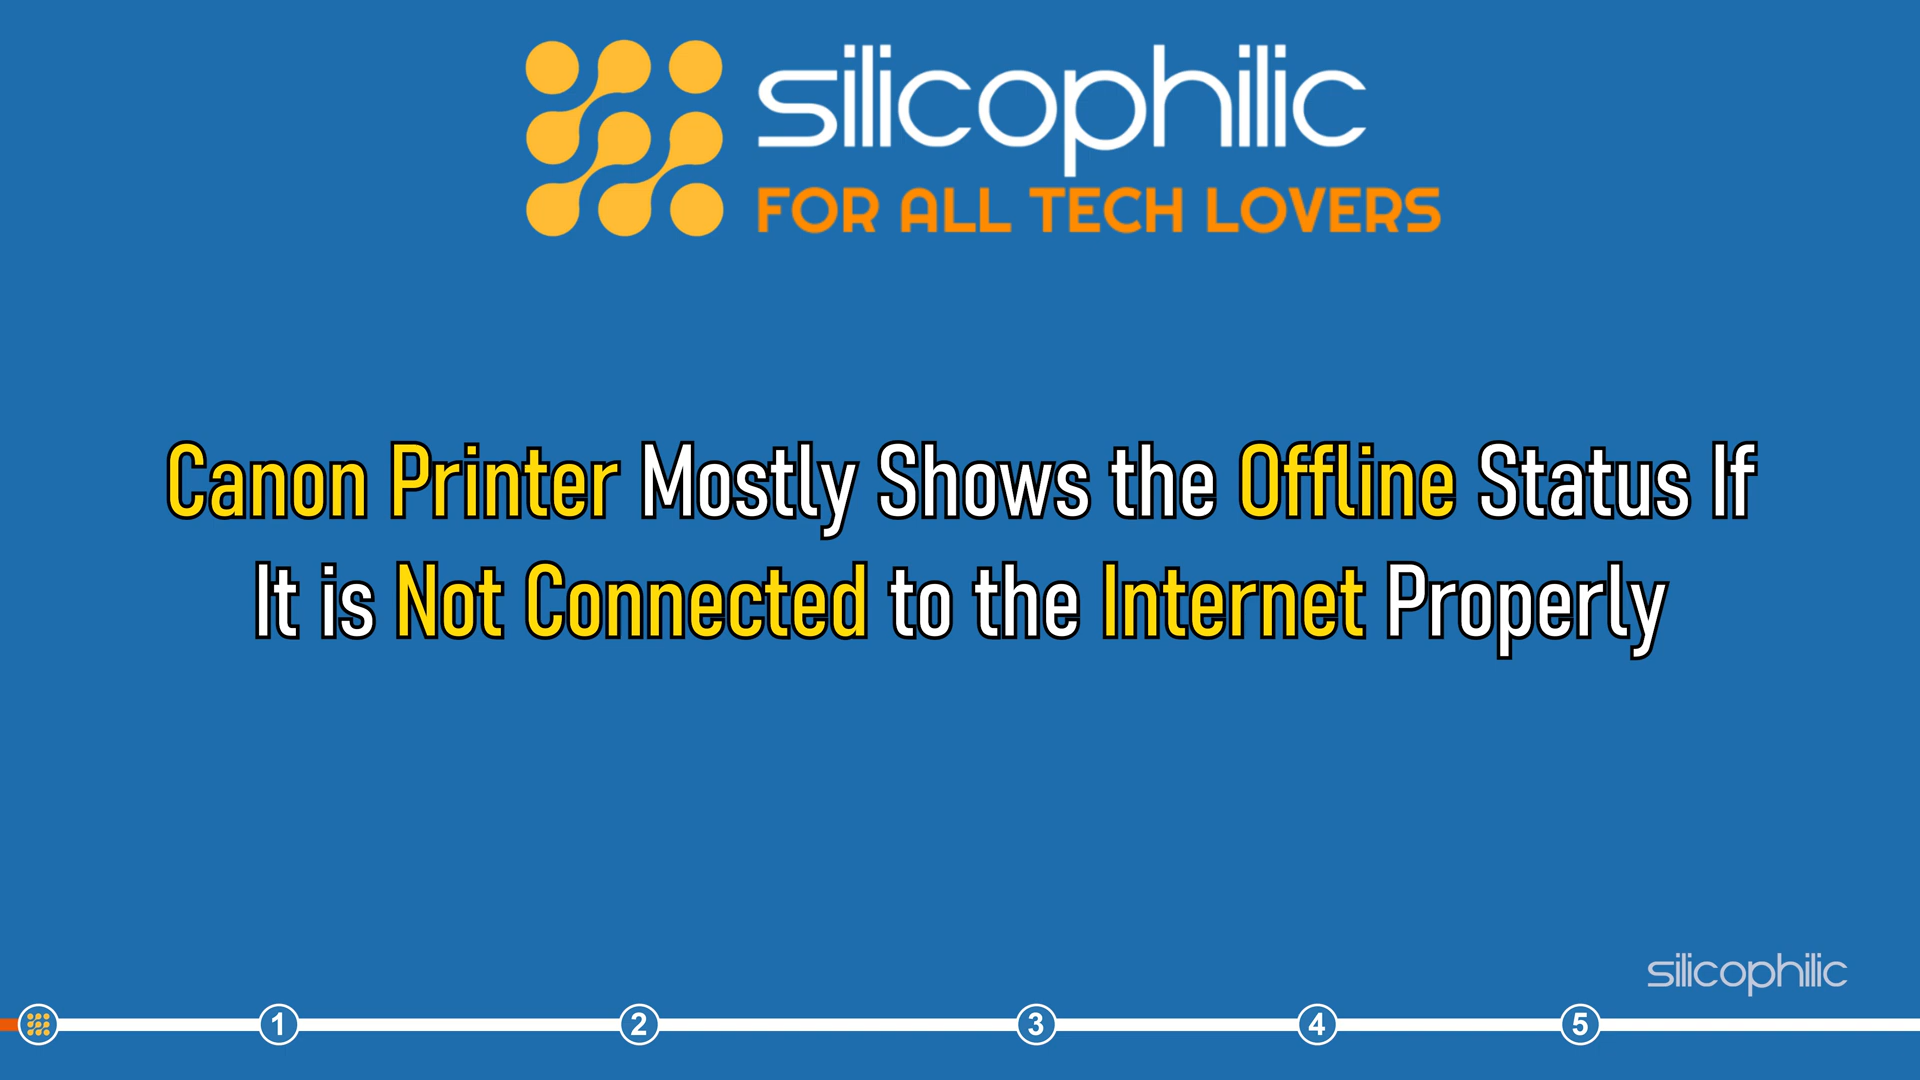 silicophilic
FOR ALL TECH LOVERS
Canon Printer Mostly Shows the Offline Status If
It is Not Connected to the Internet Properly
silicophilic
1 2 3 4 5